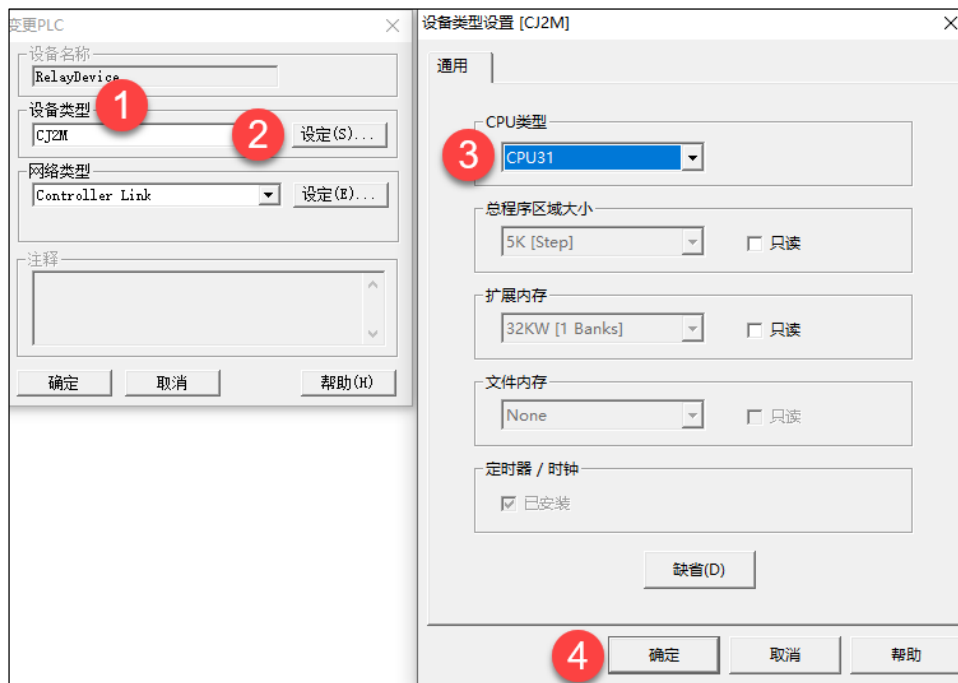 变更PLC
设备名称
RelayDevice
1
设备类型
CJ2M
2
设定(S)...
网络类型
Controller Link
设定(E)...
注释
确定
取消
帮助(H)
设备类型设置 [CJ2M]
通用
CPU类型
3
CPU31
总程序区域大小
5K [Step]
只读
扩展内存
32KW [1 Banks]
只读
文件内存
None
只读
定时器 / 时钟
已安装
缺省(D)
4
确定
取消
帮助